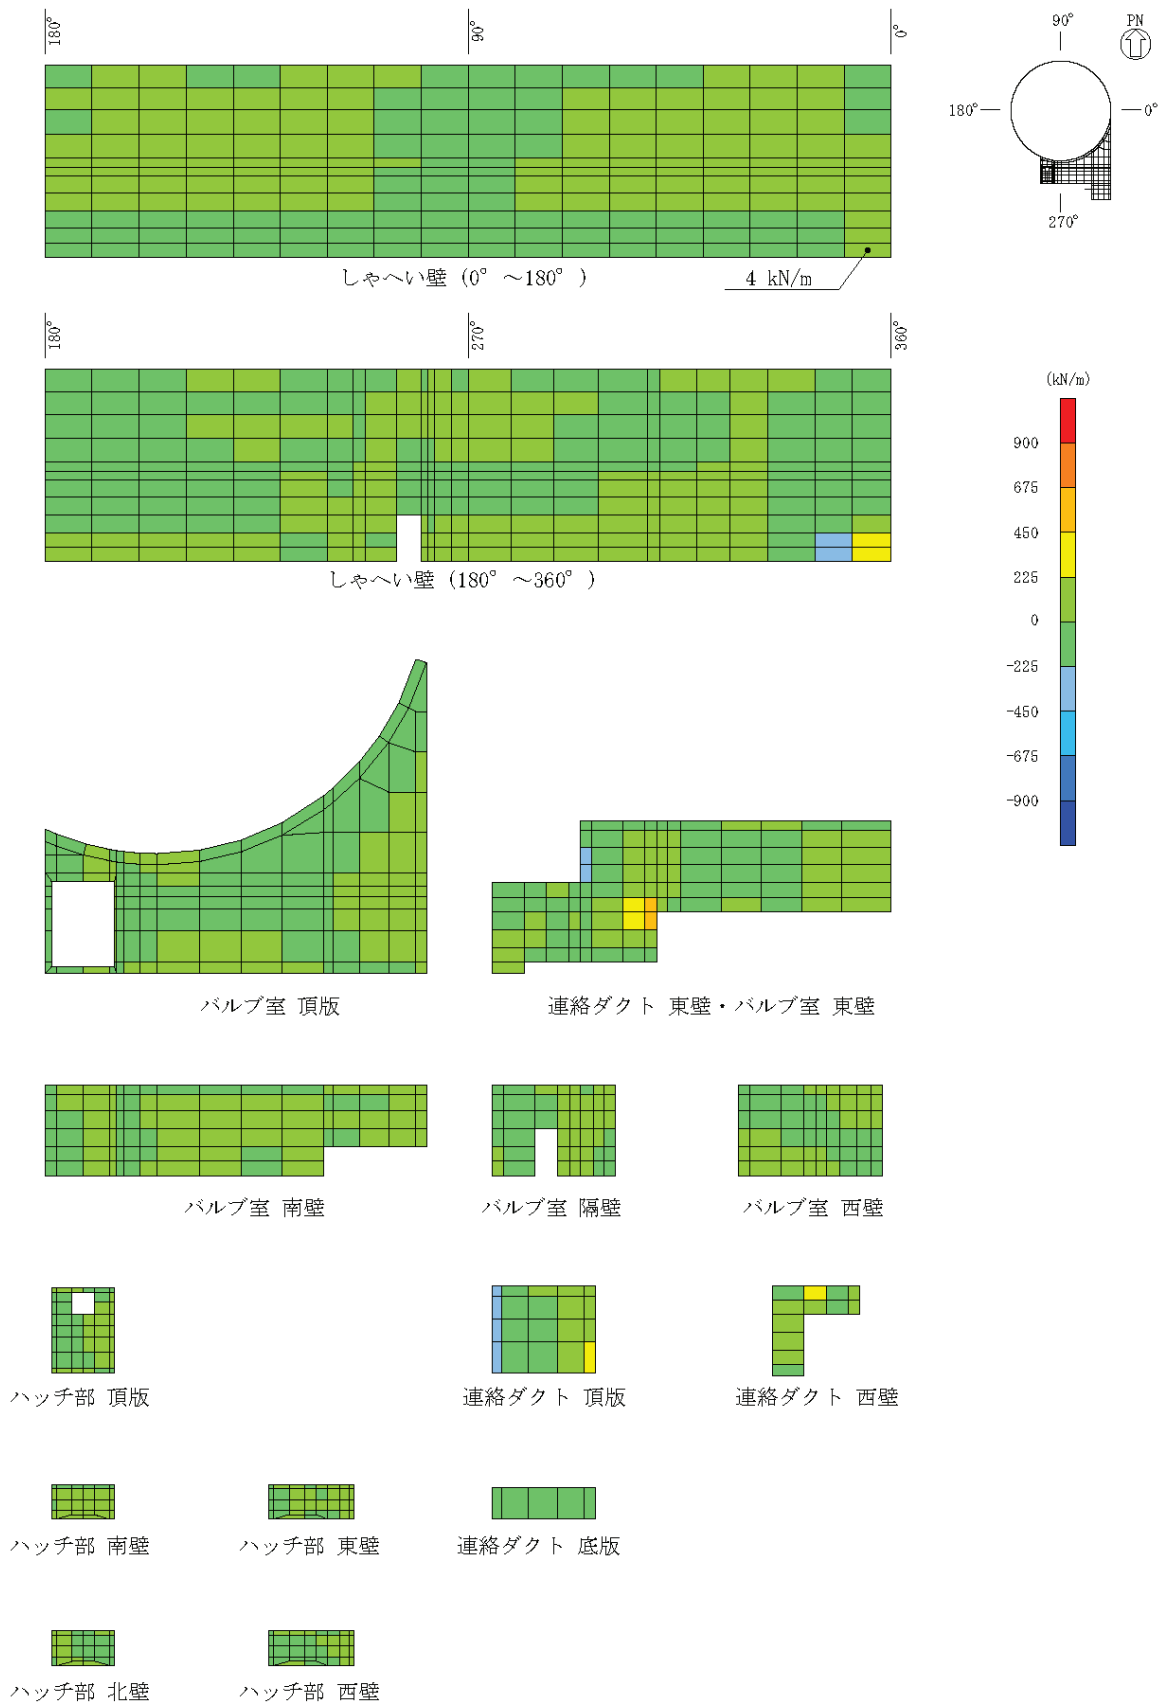 180°
90°
0°
しゃへい壁 (0° ～180° )
4 kN/m
90°
PN
180°
0°
270°
180°
270°
360°
しゃへい壁 (180° ～360° )
(kN/m)
900
675
450
225
0
-225
-450
-675
-900
バルブ室 頂版
連絡ダクト 東壁・バルブ室 東壁
バルブ室 南壁
バルブ室 隔壁
バルブ室 西壁
ハッチ部 頂版
連絡ダクト 頂版
連絡ダクト 西壁
ハッチ部 南壁
ハッチ部 東壁
連絡ダクト 底版
ハッチ部 北壁
ハッチ部 西壁